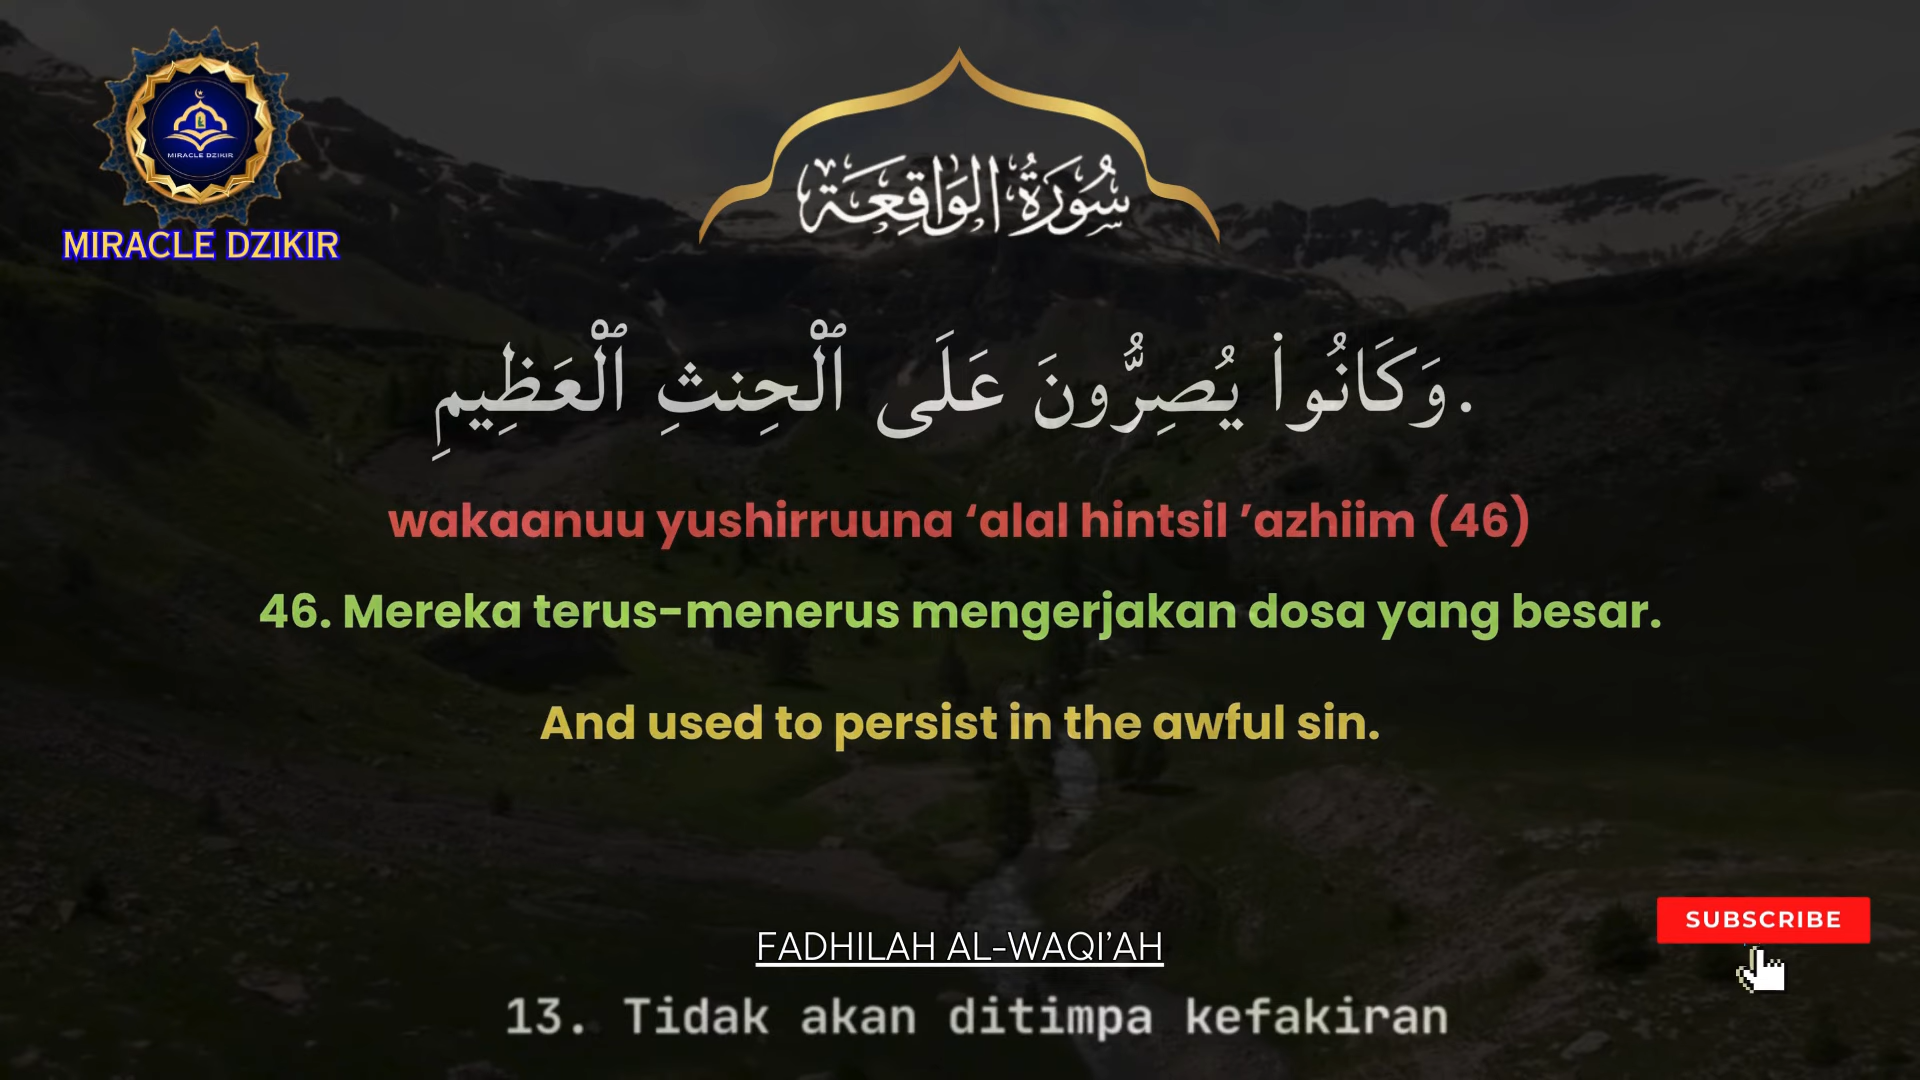 MIRACLE DZIKIR
MIRACLE DZIKIR
سُورَةُ الوَاقِعَة
وَكَانُوا۟ يُصِرُّونَ عَلَى ٱلْحِنثِ ٱلْعَظِيمِ.
wakaanuu yushirruuna ‘alal hintsil ’azhiim (46)
46. Mereka terus-menerus mengerjakan dosa yang besar.
And used to persist in the awful sin.
SUBSCRIBE
FADHILAH AL-WAQI’AH
13. Tidak akan ditimpa kefakiran